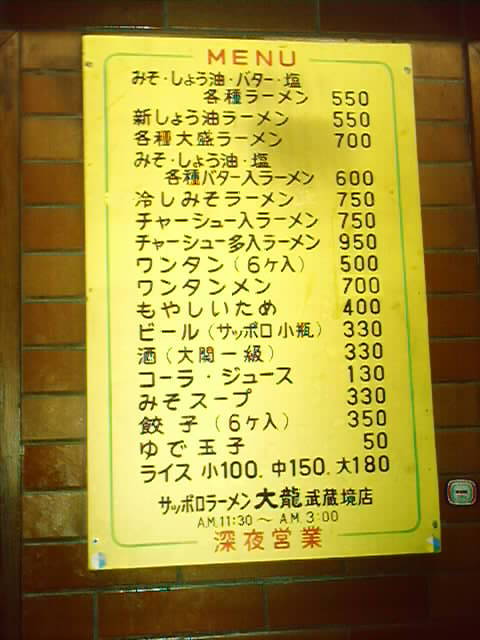 MENU
みそ・しょう油・バター・塩
各種ラーメン 550
新しょう油ラーメン 550
各種大盛ラーメン 700
みそ・しょう油・塩
各種バター入ラーメン 600
冷しみそラーメン 750
チャーシュー入ラーメン 750
チャーシュー多入ラーメン 950
ワンタン(6ケ入) 500
ワンタンメン 700
もやしいため 400
ビール(サッポロ小瓶) 330
酒(大関一級) 330
コーラ・ジュース 130
みそスープ 330
餃子(6ケ入) 350
ゆで玉子 50
ライス 小100. 中150. 大180
サッポロラーメン大龍武蔵境店
A.M.11:30 ～ A.M.3:00
深夜営業